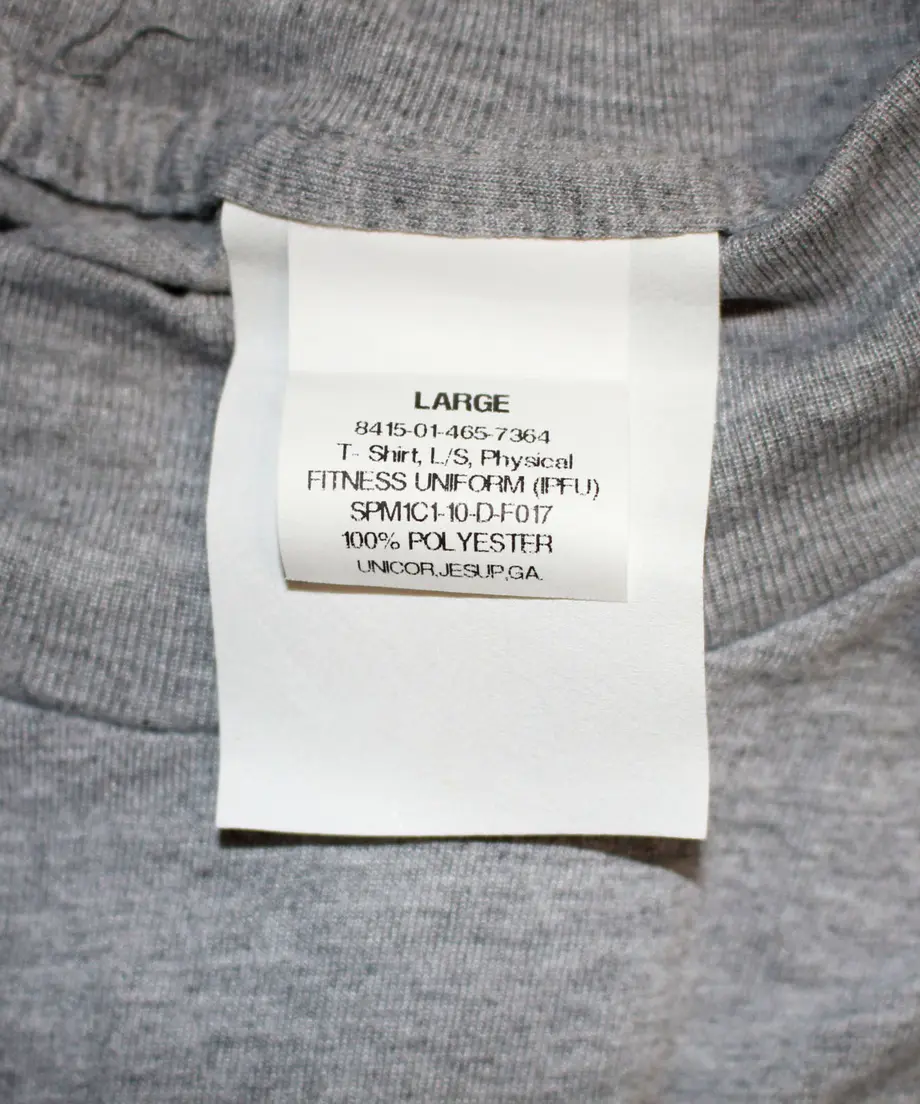 LARGE
8415-01-465-7364
T- Shirt, L/S, Physical
FITNESS UNIFORM (IPFU)
SPM1C1-10-D-F017
100% POLYESTER
UNICOR,JESUP,GA.